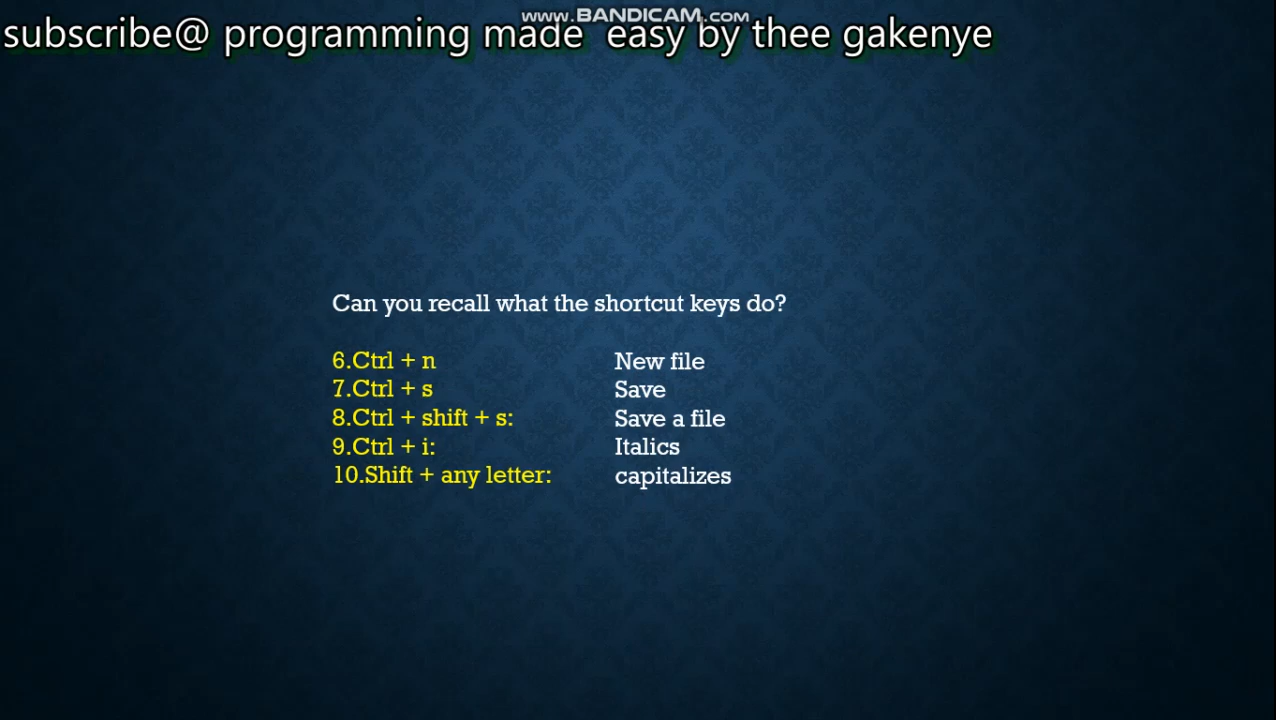 www.BANDICAM.com
subscribe@ programming made  easy by thee gakenye
Can you recall what the shortcut keys do?
6.Ctrl + n New file
7.Ctrl + s Save
8.Ctrl + shift + s: Save a file
9.Ctrl + i: Italics
10.Shift + any letter: capitalizes